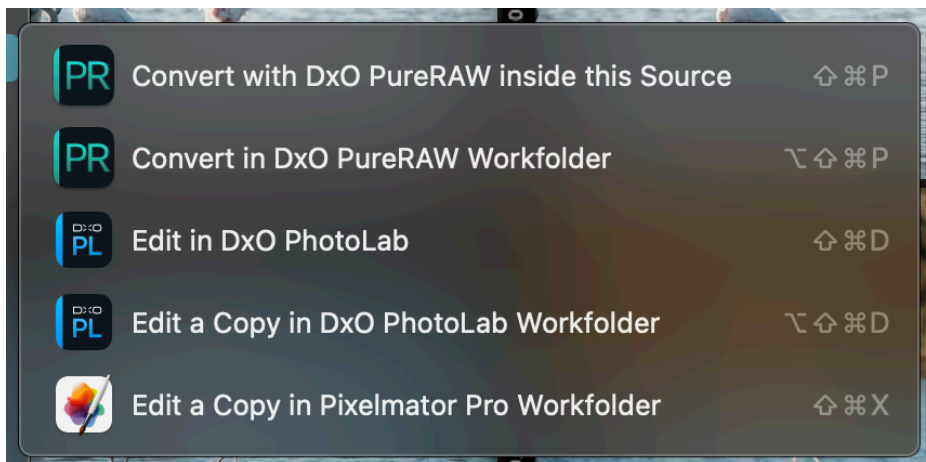 PR Convert with DxO PureRAW inside this Source ⇧⌘P
PR Convert in DxO PureRAW Workfolder ⌥⇧⌘P
DxO PL Edit in DxO PhotoLab ⇧⌘D
DxO PL Edit a Copy in DxO PhotoLab Workfolder ⌥⇧⌘D
Edit a Copy in Pixelmator Pro Workfolder ⇧⌘X